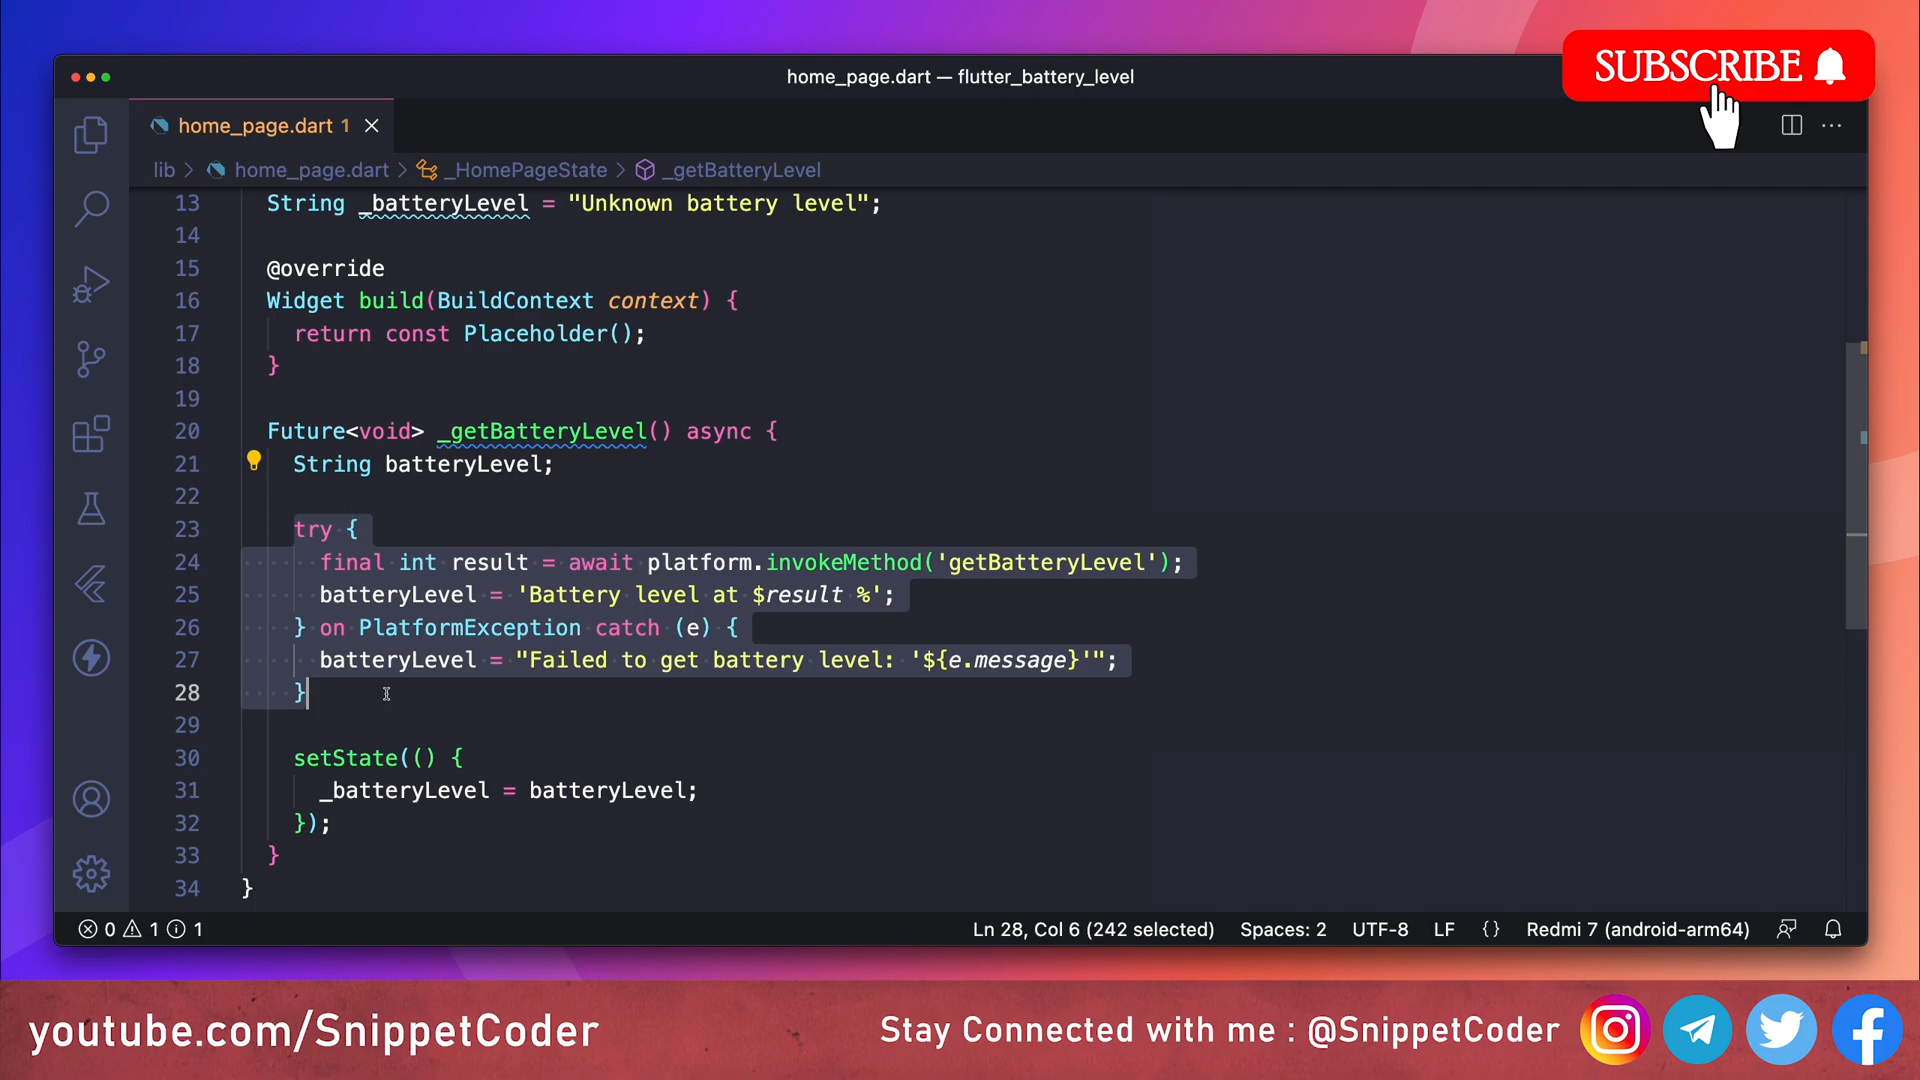 home_page.dart — flutter_battery_level
SUBSCRIBE
home_page.dart 1
lib > home_page.dart > _HomePageState > _getBatteryLevel
13 String _batteryLevel = "Unknown battery level";
14
15 @override
16 Widget build(BuildContext context) {
17 return const Placeholder();
18 }
19
20 Future<void> _getBatteryLevel() async {
21 String batteryLevel;
22
23 try {
24 final int result = await platform.invokeMethod('getBatteryLevel');
25 batteryLevel = 'Battery level at $result %';
26 } on PlatformException catch (e) {
27 batteryLevel = "Failed to get battery level: '${e.message}'";
28 }
29
30 setState(() {
31 _batteryLevel = batteryLevel;
32 });
33 }
34 }
0 1 1 Ln 28, Col 6 (242 selected) Spaces: 2 UTF-8 LF {} Redmi 7 (android-arm64)
youtube.com/SnippetCoder Stay Connected with me : @SnippetCoder